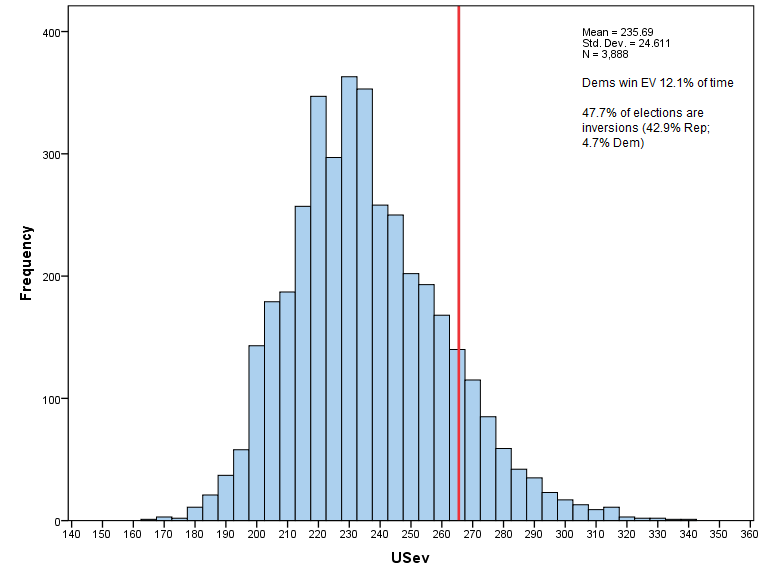 Mean = 235.69
Std. Dev. = 24.611
N = 3,888
Dems win EV 12.1% of time
47.7% of elections are
inversions (42.9% Rep;
4.7% Dem)
400
300
200
100
0
Frequency
140 150 160 170 180 190 200 210 220 230 240 250 260 270 280 290 300 310 320 330 340 350 360
USev